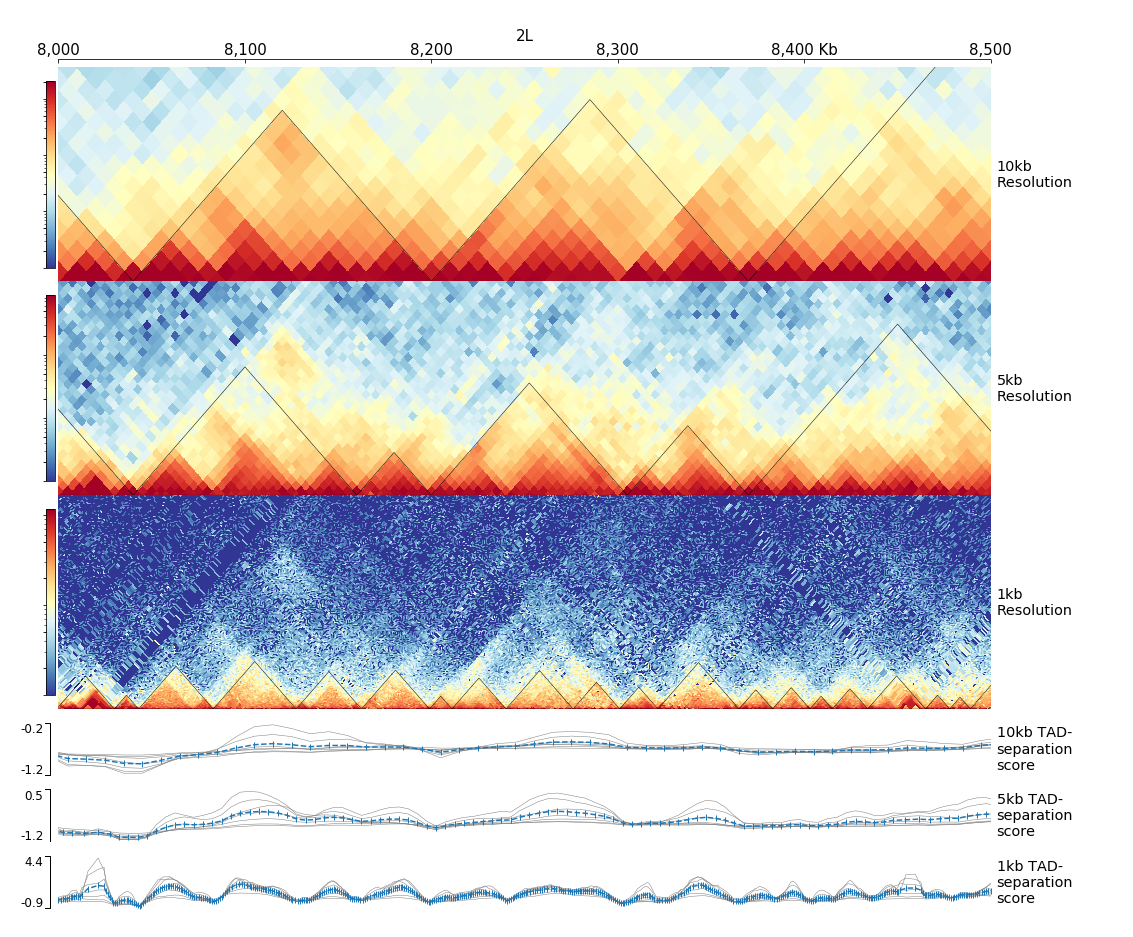 2L
8,000 8,100 8,200 8,300 8,400 Kb 8,500
10kb
Resolution
5kb
Resolution
1kb
Resolution
-0.2
-1.2
10kb TAD-
separation
score
0.5
-1.2
5kb TAD-
separation
score
4.4
-0.9
1kb TAD-
separation
score